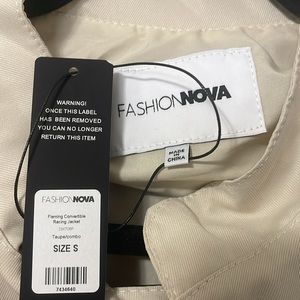 WARNING!
ONCE THIS LABEL
HAS BEEN REMOVED
YOU CAN NO LONGER
RETURN THIS ITEM
FASHIONNOVA
Flaming Convertible
Racing Jacket
Taupe/combo
SIZE S
7434640
FASHIONNOVA
MADE
IN
CHINA